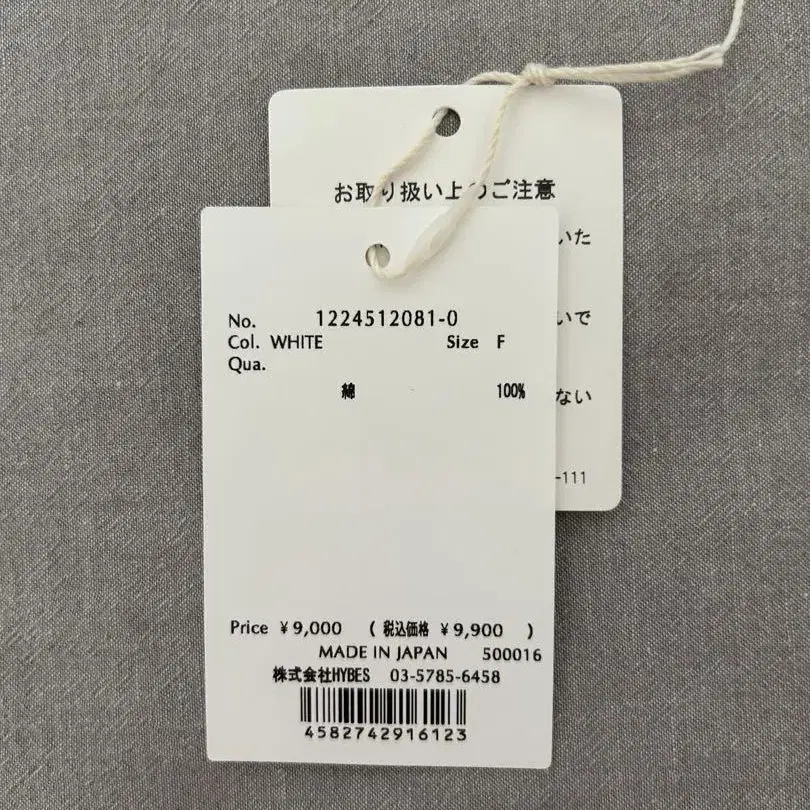 お取り扱い上のご注意
いた
いで
ない
-111
No. 1224512081-0
Col. WHITE Size F
Qua.
綿 100%
Price ¥9,000 ( 税込価格 ¥9,900 )
MADE IN JAPAN 500016
株式会社HYBES 03-5785-6458
4582742916123